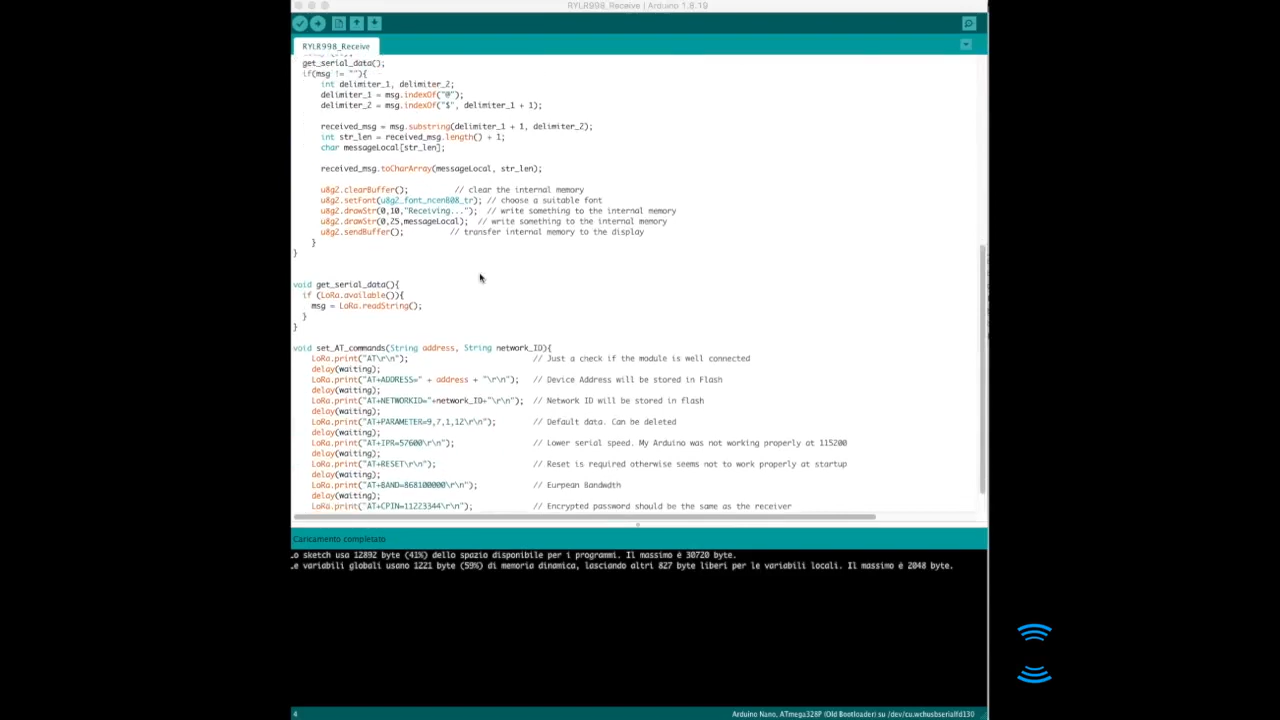 RYLR998_Receive | Arduino 1.8.19
RYLR998_Receive
get_serial_data();
if(msg != ""){
int delimiter_1, delimiter_2;
delimiter_1 = msg.indexOf("@");
delimiter_2 = msg.indexOf("$", delimiter_1 + 1);
received_msg = msg.substring(delimiter_1 + 1, delimiter_2);
int str_len = received_msg.length() + 1;
char messageLocal[str_len];
received_msg.toCharArray(messageLocal, str_len);
u8g2.clearBuffer(); // clear the internal memory
u8g2.setFont(u8g2_font_ncenB08_tr); // choose a suitable font
u8g2.drawStr(0,10,"Receiving..."); // write something to the internal memory
u8g2.drawStr(0,25,messageLocal); // write something to the internal memory
u8g2.sendBuffer(); // transfer internal memory to the display
}
}
void get_serial_data(){
if (LoRa.available()){
msg = LoRa.readString();
}
}
void set_AT_commands(String address, String network_ID){
LoRa.print("AT\r\n"); // Just a check if the module is well connected
delay(waiting);
LoRa.print("AT+ADDRESS=" + address + "\r\n"); // Device Address will be stored in Flash
delay(waiting);
LoRa.print("AT+NETWORKID="+network_ID+"\r\n"); // Network ID will be stored in flash
delay(waiting);
LoRa.print("AT+PARAMETER=9,7,1,12\r\n"); // Default data. Can be deleted
delay(waiting);
LoRa.print("AT+IPR=57600\r\n"); // Lower serial speed. My Arduino was not working properly at 115200
delay(waiting);
LoRa.print("AT+RESET\r\n"); // Reset is required otherwise seems not to work properly at startup
delay(waiting);
LoRa.print("AT+BAND=868100000\r\n"); // Eurpean Bandwdth
delay(waiting);
LoRa.print("AT+CPIN=11223344\r\n"); // Encrypted password should be the same as the receiver
Caricamento completato
Lo sketch usa 12892 byte (41%) dello spazio disponibile per i programmi. Il massimo è 30720 byte.
Le variabili globali usano 1221 byte (59%) di memoria dinamica, lasciando altri 827 byte liberi per le variabili locali. Il massimo è 2048 byte.
4 Arduino Nano, ATmega328P (Old Bootloader) su /dev/cu.wchusbserialfd130